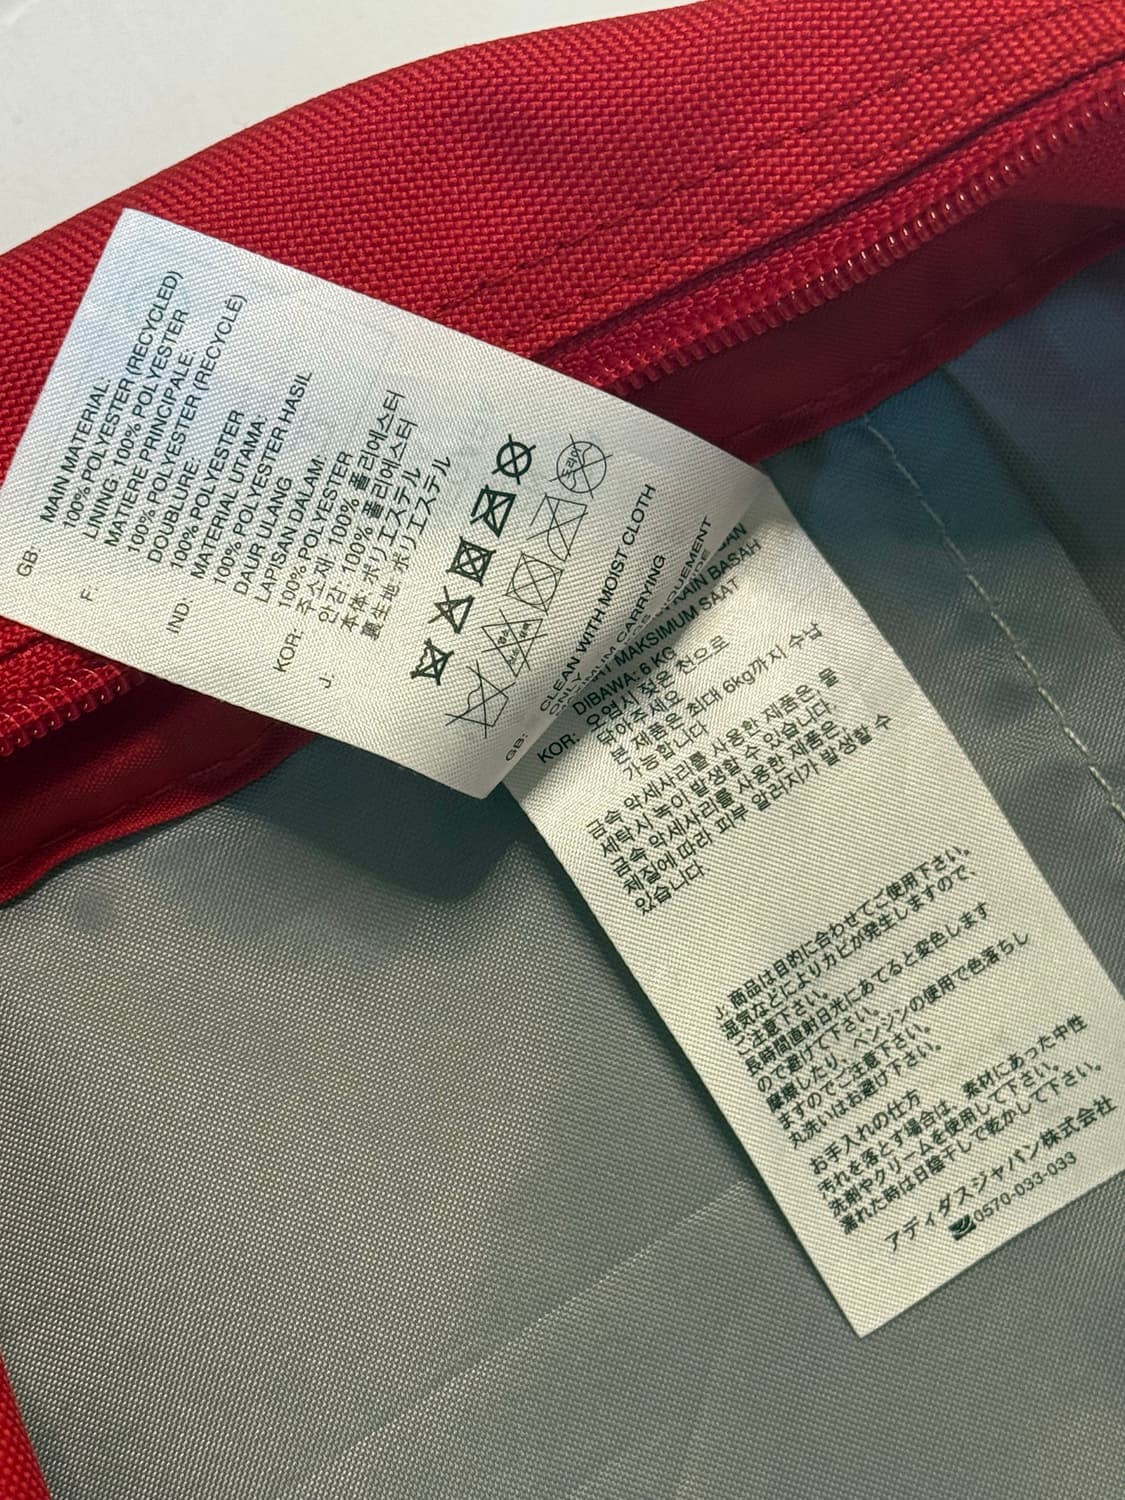 GB:
MAIN MATERIAL:
100% POLYESTER (RECYCLED)
LINING 100% POLYESTER
F:
MATIERE PRINCIPALE:
100% POLYESTER (RECYCLÉ)
DOUBLURE:
100% POLYESTER
IND:
MATERIAL UTAMA:
100% POLYESTER HASIL
DAUR ULANG
LAPISAN DALAM:
100% POLYESTER
KOR: 주소재: 100% 폴리에스터
안감: 100% 폴리에스터
J: 本体 ポリエステル
裏生地 ポリエステル
드라이
GB:
CLEAN WITH MOIST CLOTH
CARRYING
UEMENT
AN
BASAH
MAKSIMUM SAAT
DIBAWA: 6 KG
KOR: 오염시 젖은 천으로
닦아주세요
본 제품은 최대 6kg까지 수납
가능합니다
금속 악세사리를 사용한 제품은, 물
세탁시 녹이 발생할 수 있습니다.
금속 악세사리를 사용한 제품은,
체질에 따라 피부 알러지가 발생할 수
있습니다.
J: 商品は目的に合わせてご使用下さい。
湿気などによりカビが発生しますので、
ご注意下さい。
長時間直射日光にあてると変色します
ので避けて下さい。
摩擦したり、ベンジンの使用で色落ちし
ますのでご注意下さい。
丸洗いはお避け下さい。
お手入れの仕方
汚れを落とす場合は、素材にあった中性
洗剤やクリームを使用して下さい。
濡れた時は日陰干しで乾かして下さい。
アディダスジャパン株式会社
0570-033-033